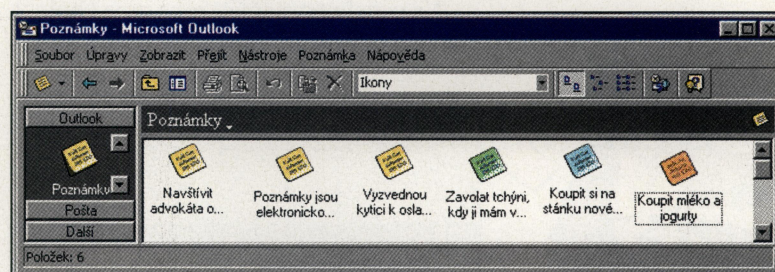 Poznámky - Microsoft Outlook
Soubor Úpravy Zobrazit Přejít Nástroje Poznámka Nápověda
Ikony
Outlook
Poznámky
Poznámky
Pošta
Další
Navštívit
advokáta o...
Poznámky jsou
elektronicko...
Vyzvednou
kytici k osla...
Zavolat tchýni,
kdy ji mám v...
Koupit si na
stánku nové...
Koupit mléko a
jogurty
Položek: 6